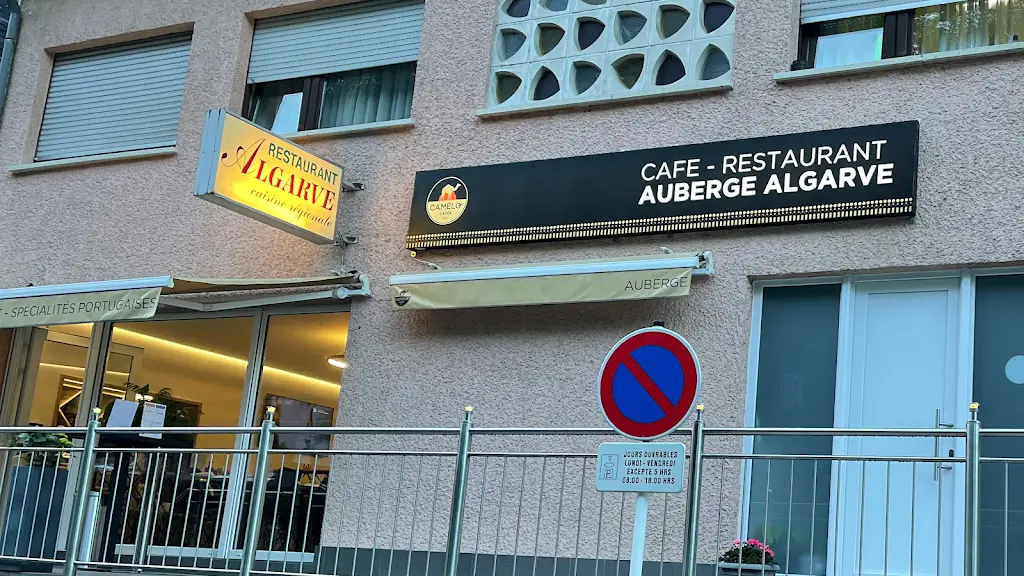 RESTAURANT
ALGARVE
cuisine régionale
CAMELO
CAFE - RESTAURANT
AUBERGE ALGARVE
- SPÉCIALITÉS PORTUGAISES
AUBERGE
JOURS OUVRABLES
LUNDI - VENDREDI
EXCEPTE 5 HRS
08.00 - 18.00 HRS
P